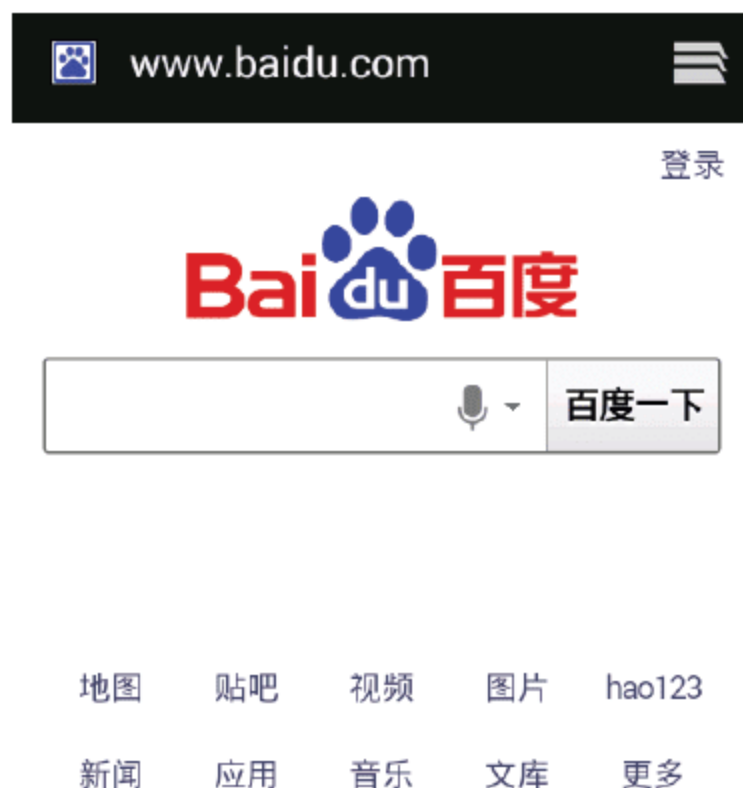 www.baidu.com
登录
Bai du 百度
百度一下
地图 贴吧 视频 图片 hao123
新闻 应用 音乐 文库 更多